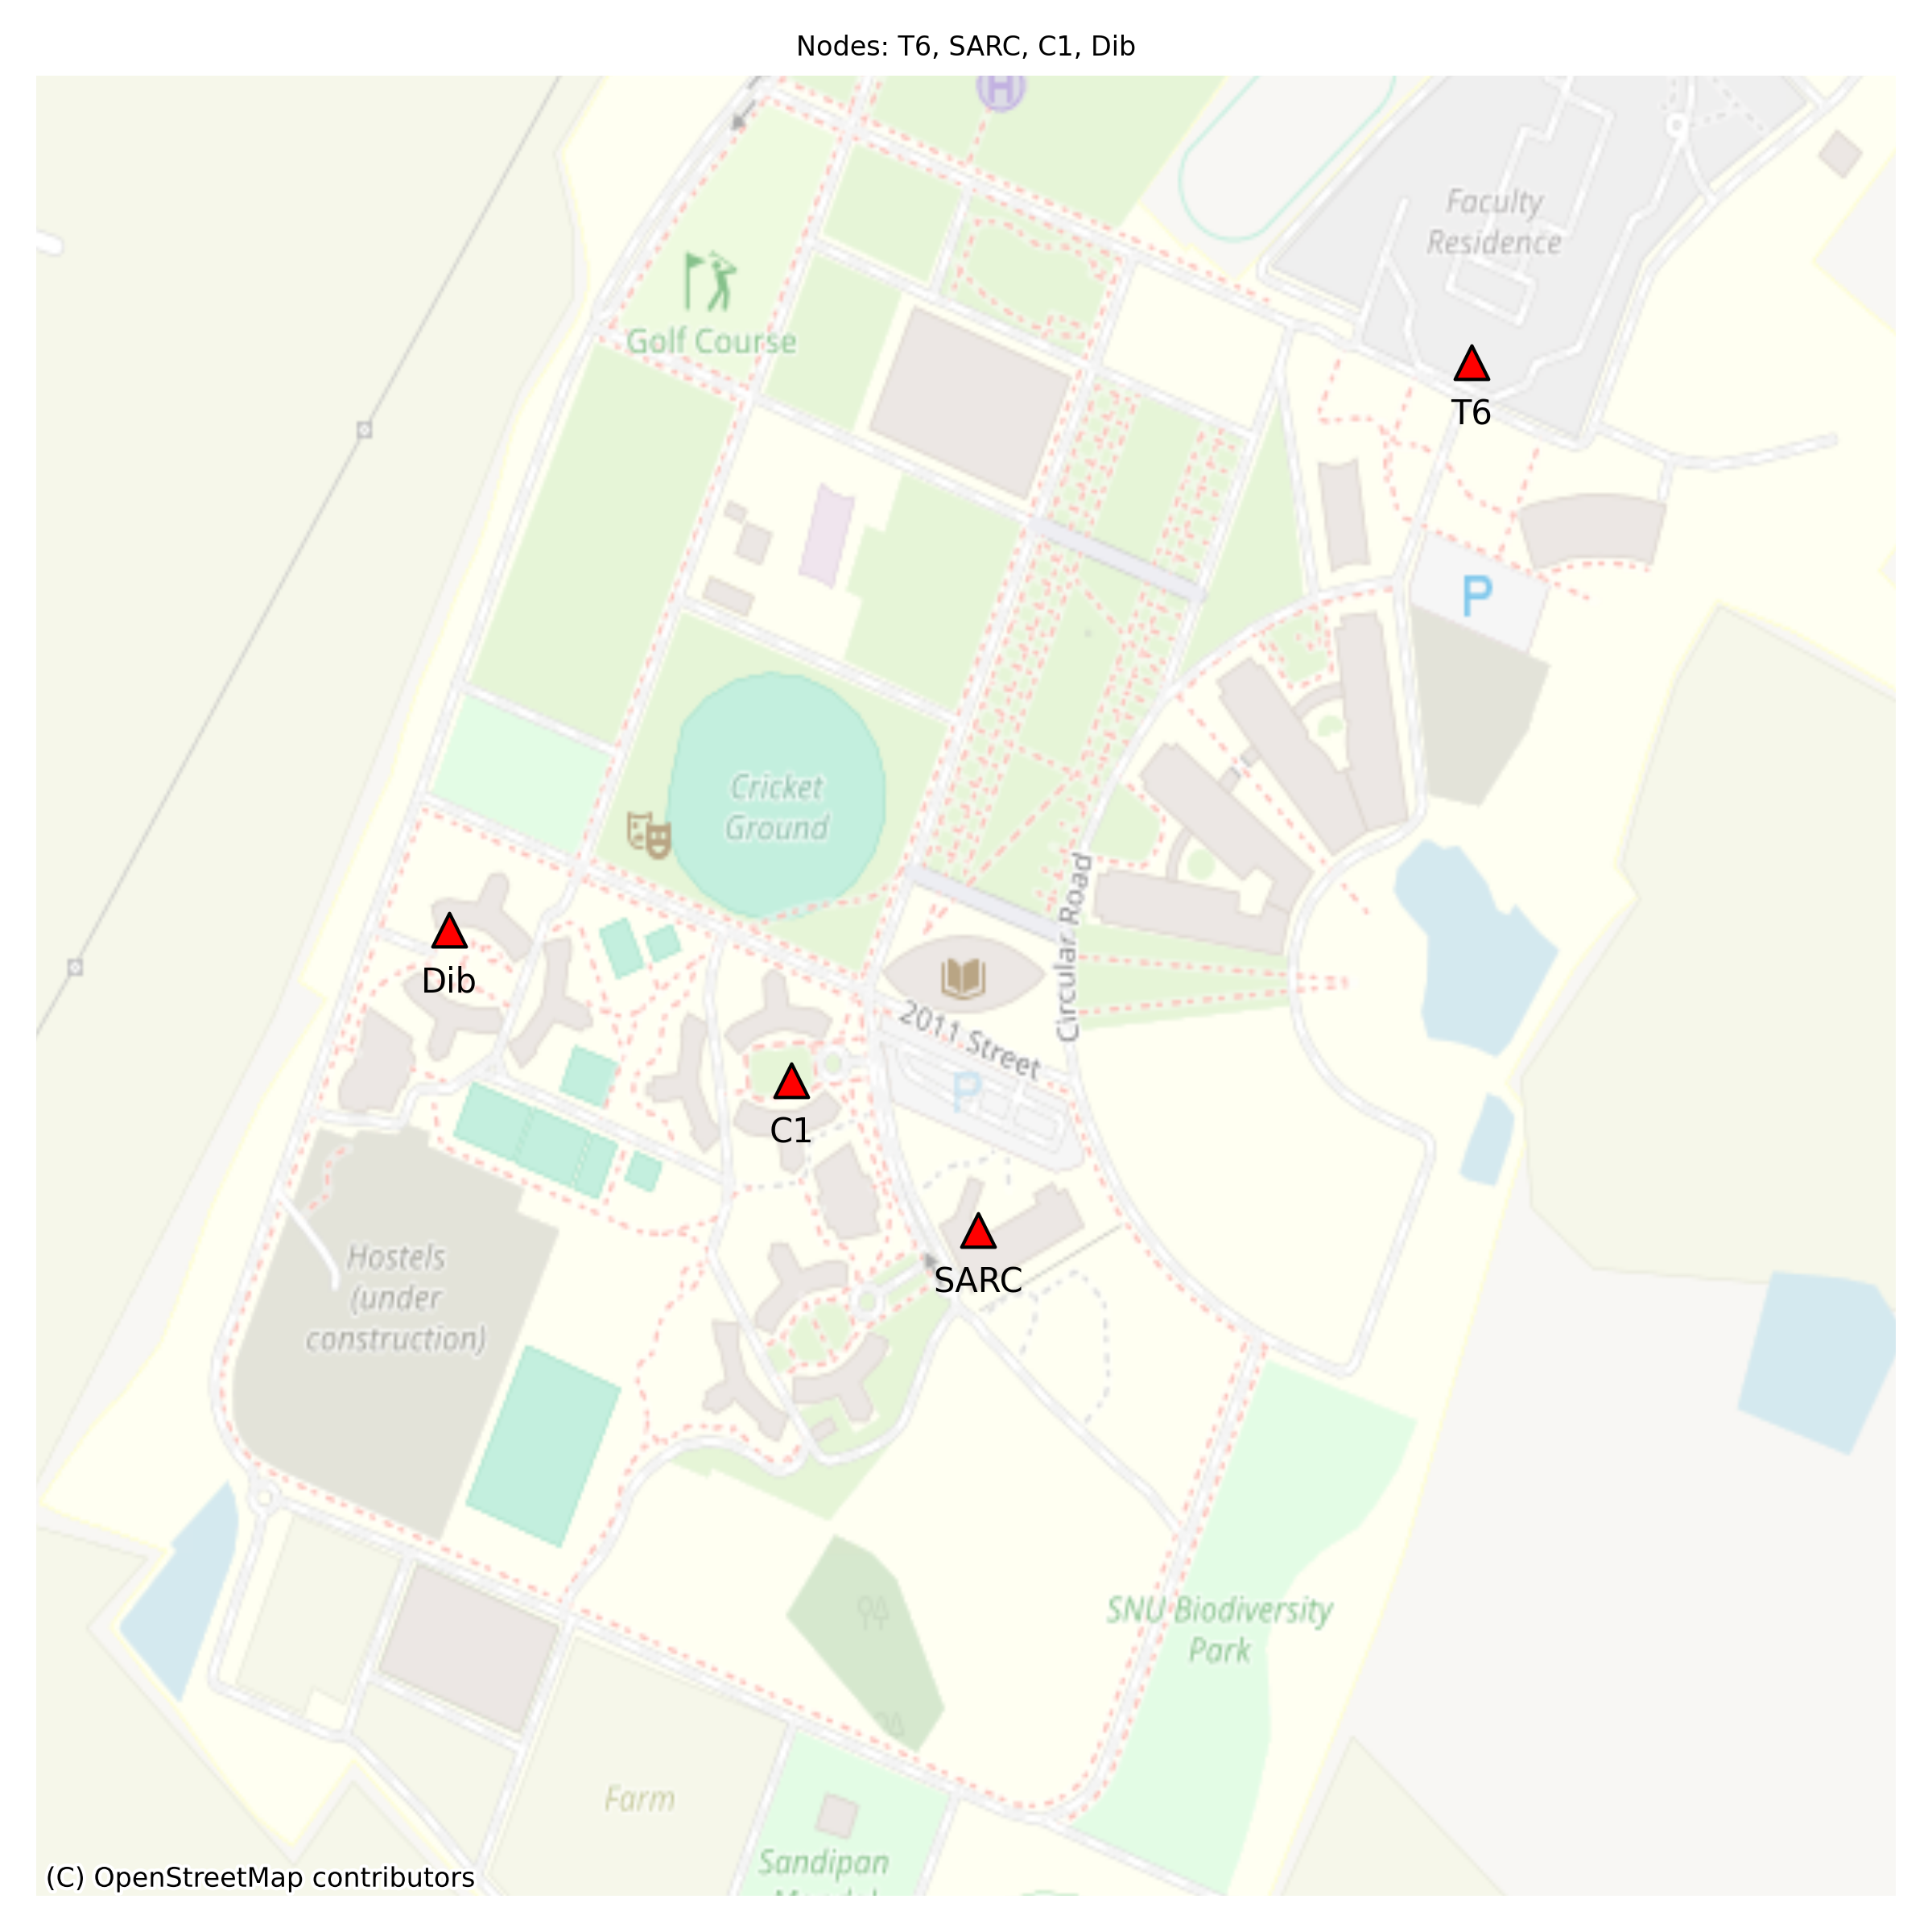 Nodes: T6, SARC, C1, Dib
H
Faculty
Residence
Golf Course
T6
P
Cricket
Ground
Dib
Circular Road
2011 Street
P
C1
SARC
Hostels
(under
construction)
SNU Biodiversity
Park
Farm
Sandipan
(C) OpenStreetMap contributors